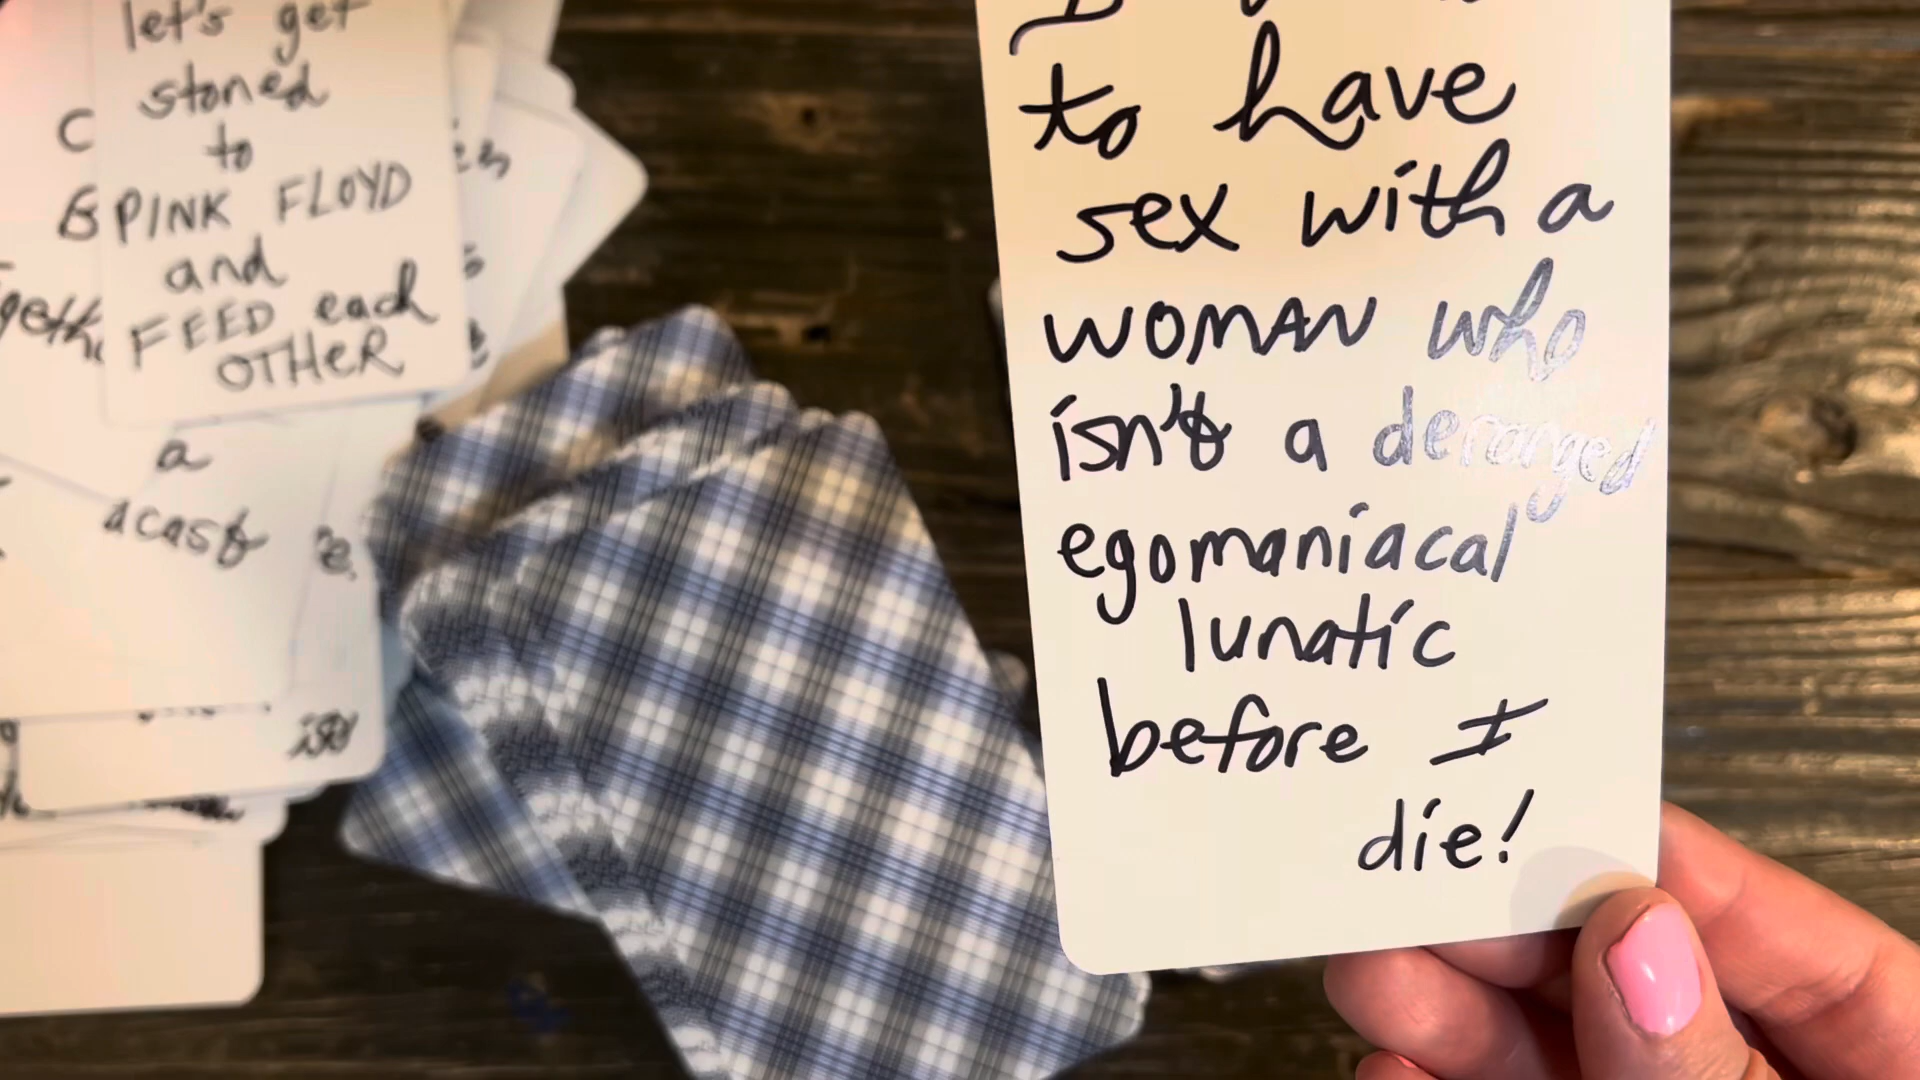 let's get
stoned
to
PINK FLOYD
and
FEED each
OTHER
a
to have
sex with a
woman who
isn't a deranged
egomaniacal
lunatic
before I
die!